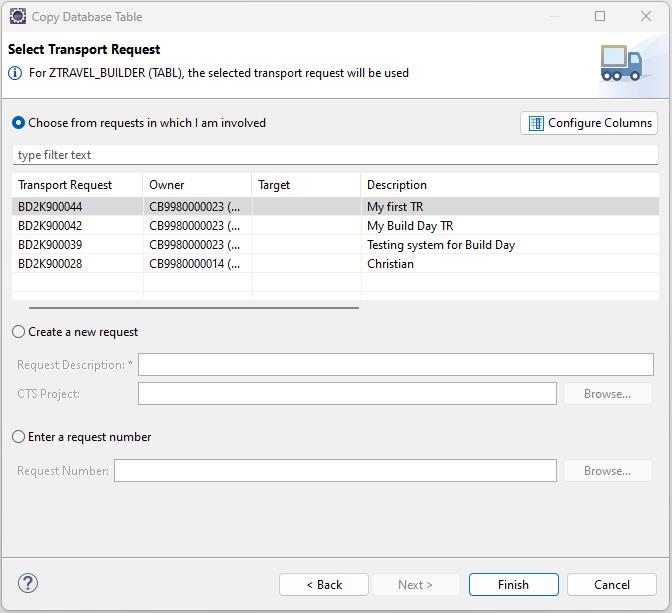 Copy Database Table
Select Transport Request
For ZTRAVEL_BUILDER (TABL), the selected transport request will be used
Choose from requests in which I am involved
Configure Columns
type filter text
Transport Request Owner Target Description
BD2K900044 CB9980000023 (... My first TR
BD2K900042 CB9980000023 (... My Build Day TR
BD2K900039 CB9980000023 (... Testing system for Build Day
BD2K900028 CB9980000014 (... Christian
Create a new request
Request Description: *
CTS Project:
Browse...
Enter a request number
Request Number:
Browse...
?
< Back Next > Finish Cancel